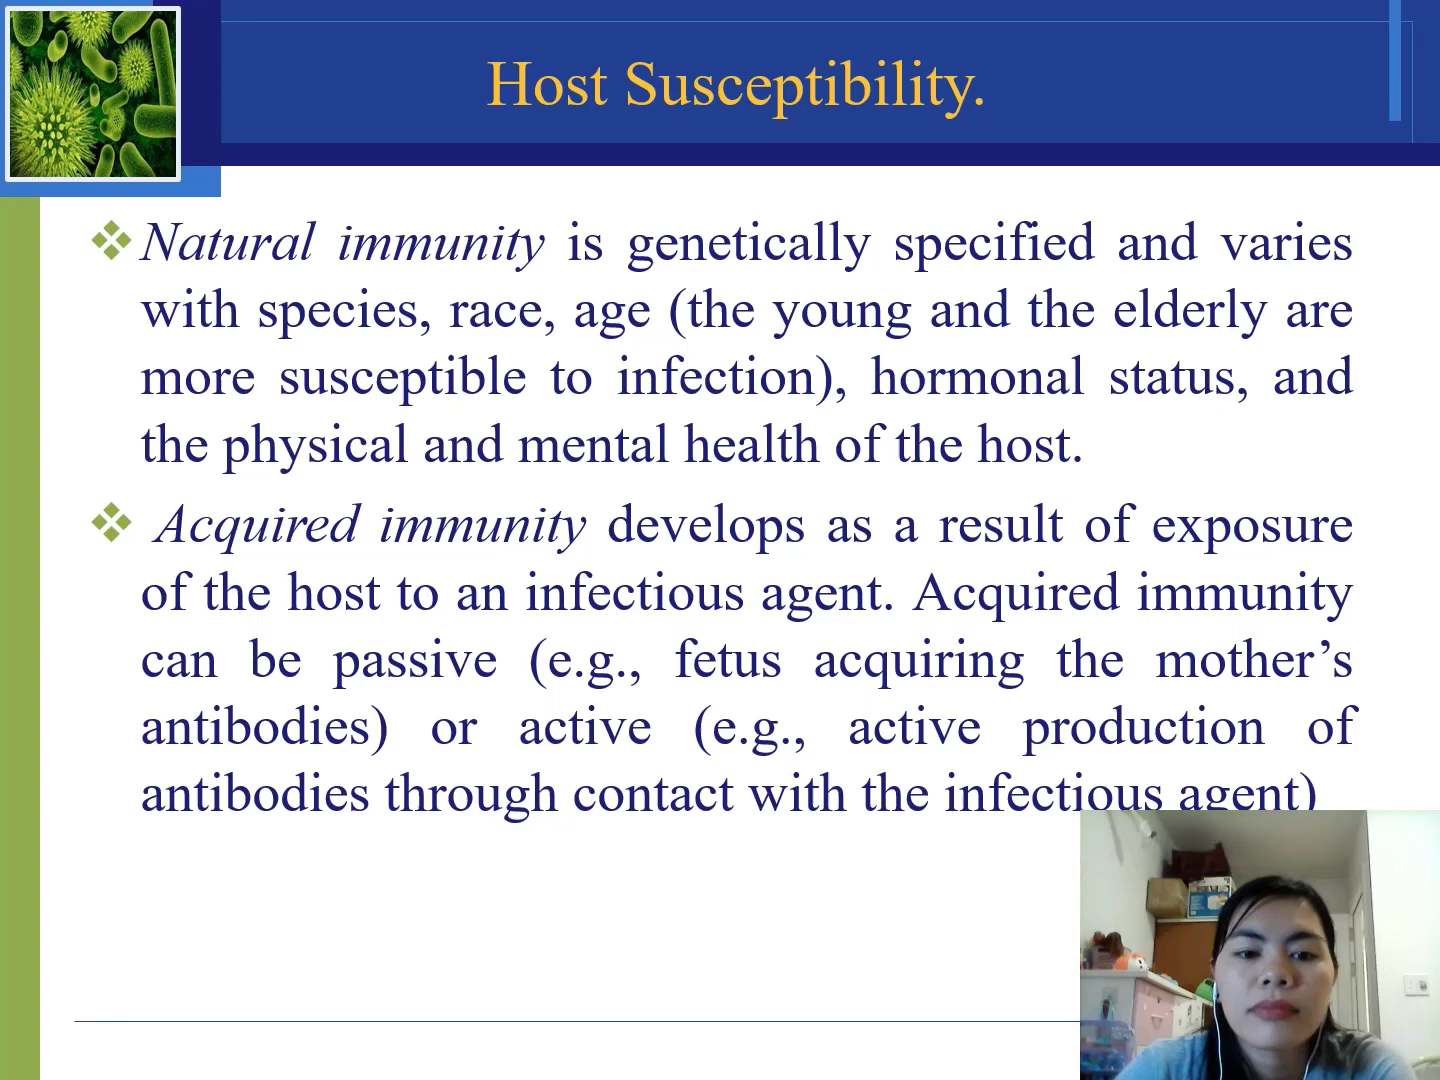 Host Susceptibility.
Natural immunity is genetically specified and varies
with species, race, age (the young and the elderly are
more susceptible to infection), hormonal status, and
the physical and mental health of the host.
Acquired immunity develops as a result of exposure
of the host to an infectious agent. Acquired immunity
can be passive (e.g., fetus acquiring the mother’s
antibodies) or active (e.g., active production of
antibodies through contact with the infectious agent)